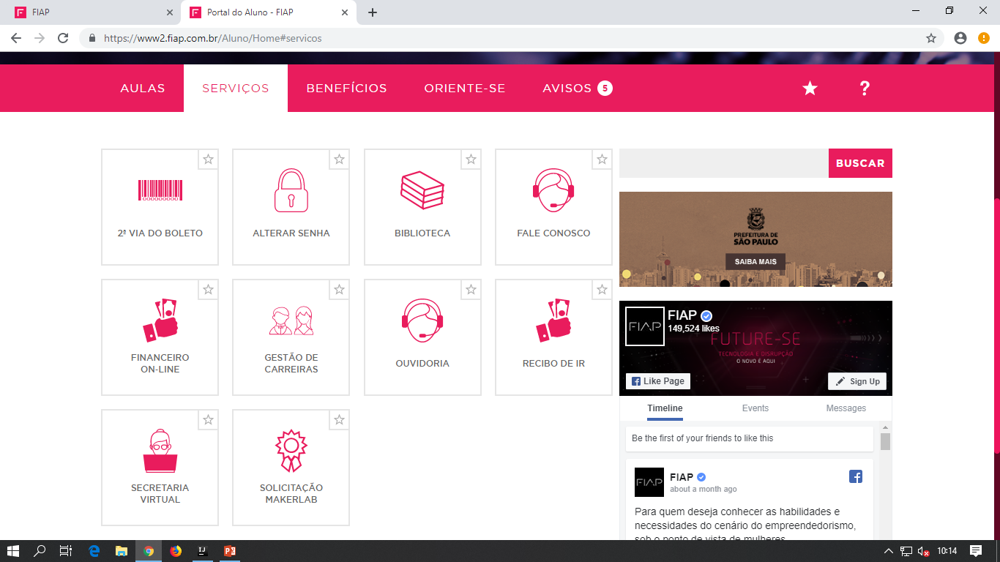 FIAP
Portal do Aluno - FIAP
https://www2.fiap.com.br/Aluno/Home#servicos
AULAS
SERVIÇOS
BENEFÍCIOS
ORIENTE-SE
AVISOS 5
?
2ª VIA DO BOLETO
ALTERAR SENHA
BIBLIOTECA
FALE CONOSCO
FINANCEIRO
ON-LINE
GESTÃO DE
CARREIRAS
OUVIDORIA
RECIBO DE IR
SECRETARIA
VIRTUAL
SOLICITAÇÃO
MAKERLAB
BUSCAR
PREFEITURA DE
SÃO PAULO
SAIBA MAIS
FIAP
FIAP
149,524 likes
FUTURE-SE
TECNOLOGIA E DISRUPÇÃO
O NOVO É AQUI
Like Page
Sign Up
Timeline
Events
Messages
Be the first of your friends to like this
FIAP
FIAP
about a month ago
Para quem deseja conhecer as habilidades e
necessidades do cenário do empreendedorismo,
sob o ponto de vista de mulheres
10:14